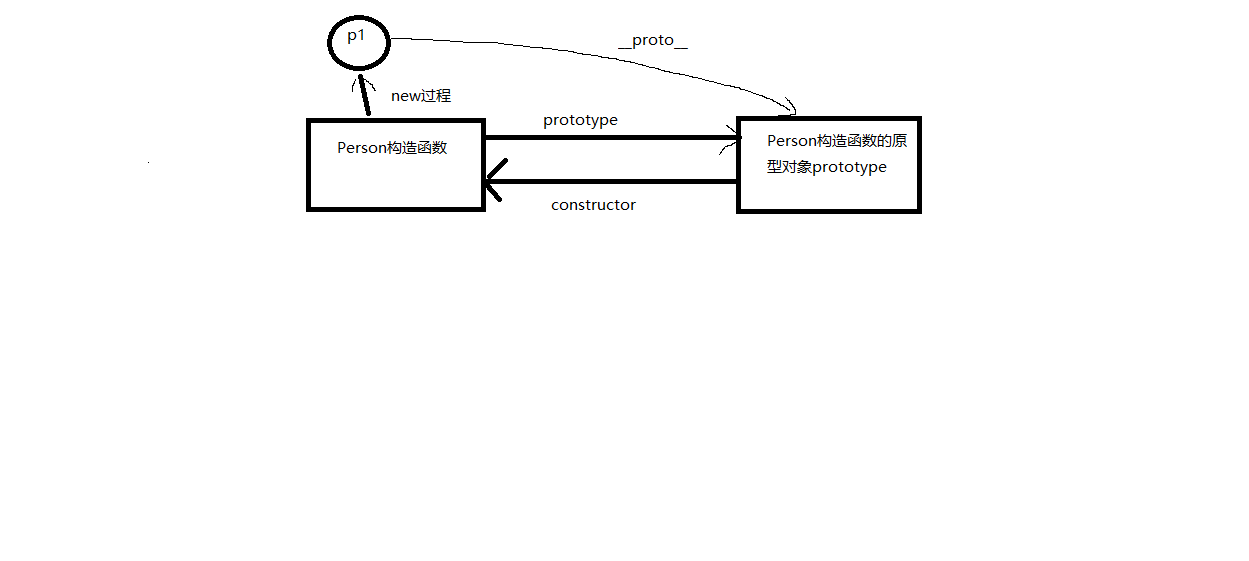 p1
__proto__
new过程
prototype
Person构造函数
Person构造函数的原
型对象prototype
constructor